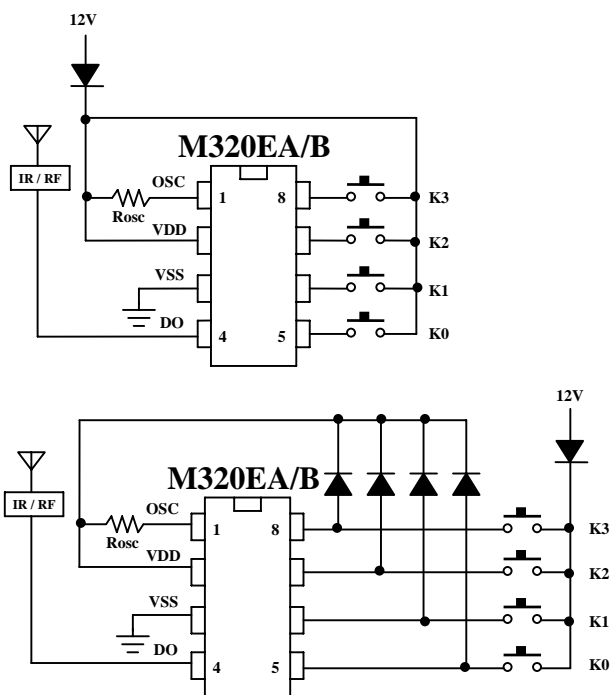 12V
M320EA/B
IR / RF
OSC
1
8
K3
Rosc
VDD
K2
VSS
K1
DO
4
5
K0
12V
M320EA/B
IR / RF
OSC
1
8
K3
Rosc
VDD
K2
VSS
K1
DO
4
5
K0